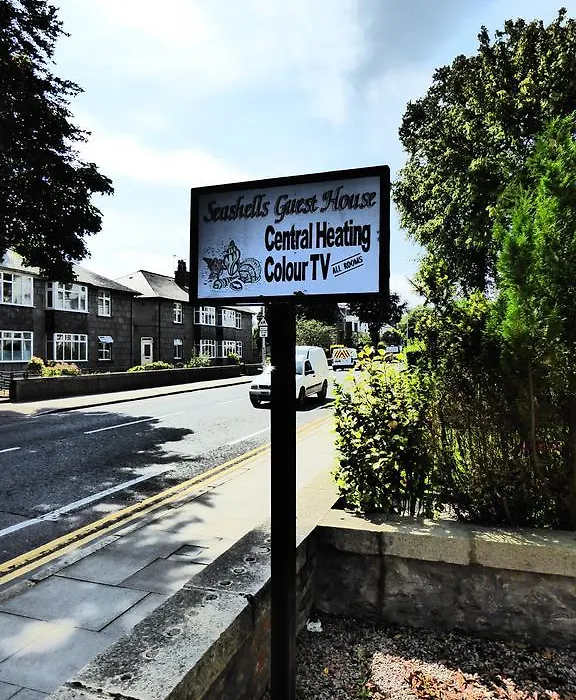 Seashells Guest House
Central Heating
Colour TV ALL ROOMS